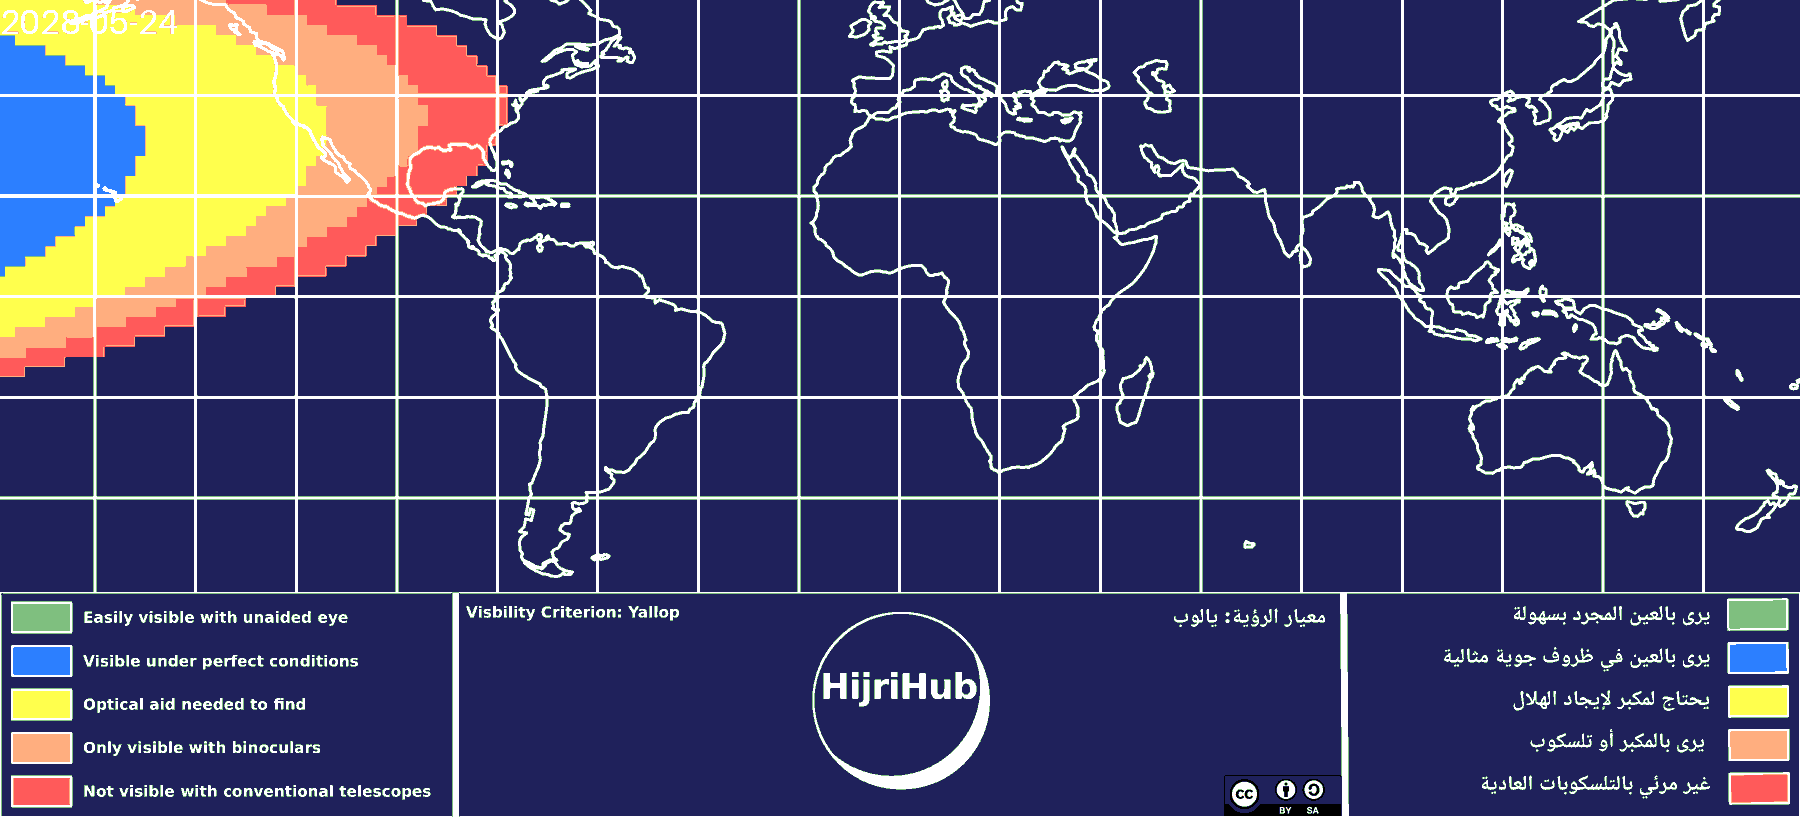 2028-05-24
Easily visible with unaided eye
Visible under perfect conditions
Optical aid needed to find
Only visible with binoculars
Not visible with conventional telescopes
Visbility Criterion: Yallop
معيار الرؤية: يالوب
HijriHub
cc
BY SA
يرى بالعين المجرد بسهولة
يرى بالعين في ظروف جوية مثالية
يحتاج لمكبر لإيجاد الهلال
يرى بالمكبر أو تلسكوب
غير مرئي بالتلسكوبات العادية